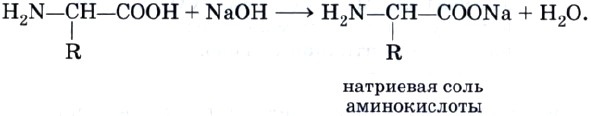 H₂N—CH—COOH + NaOH ⟶ H₂N—CH—COONa + H₂O.
R R
натриевая соль
аминокислоты